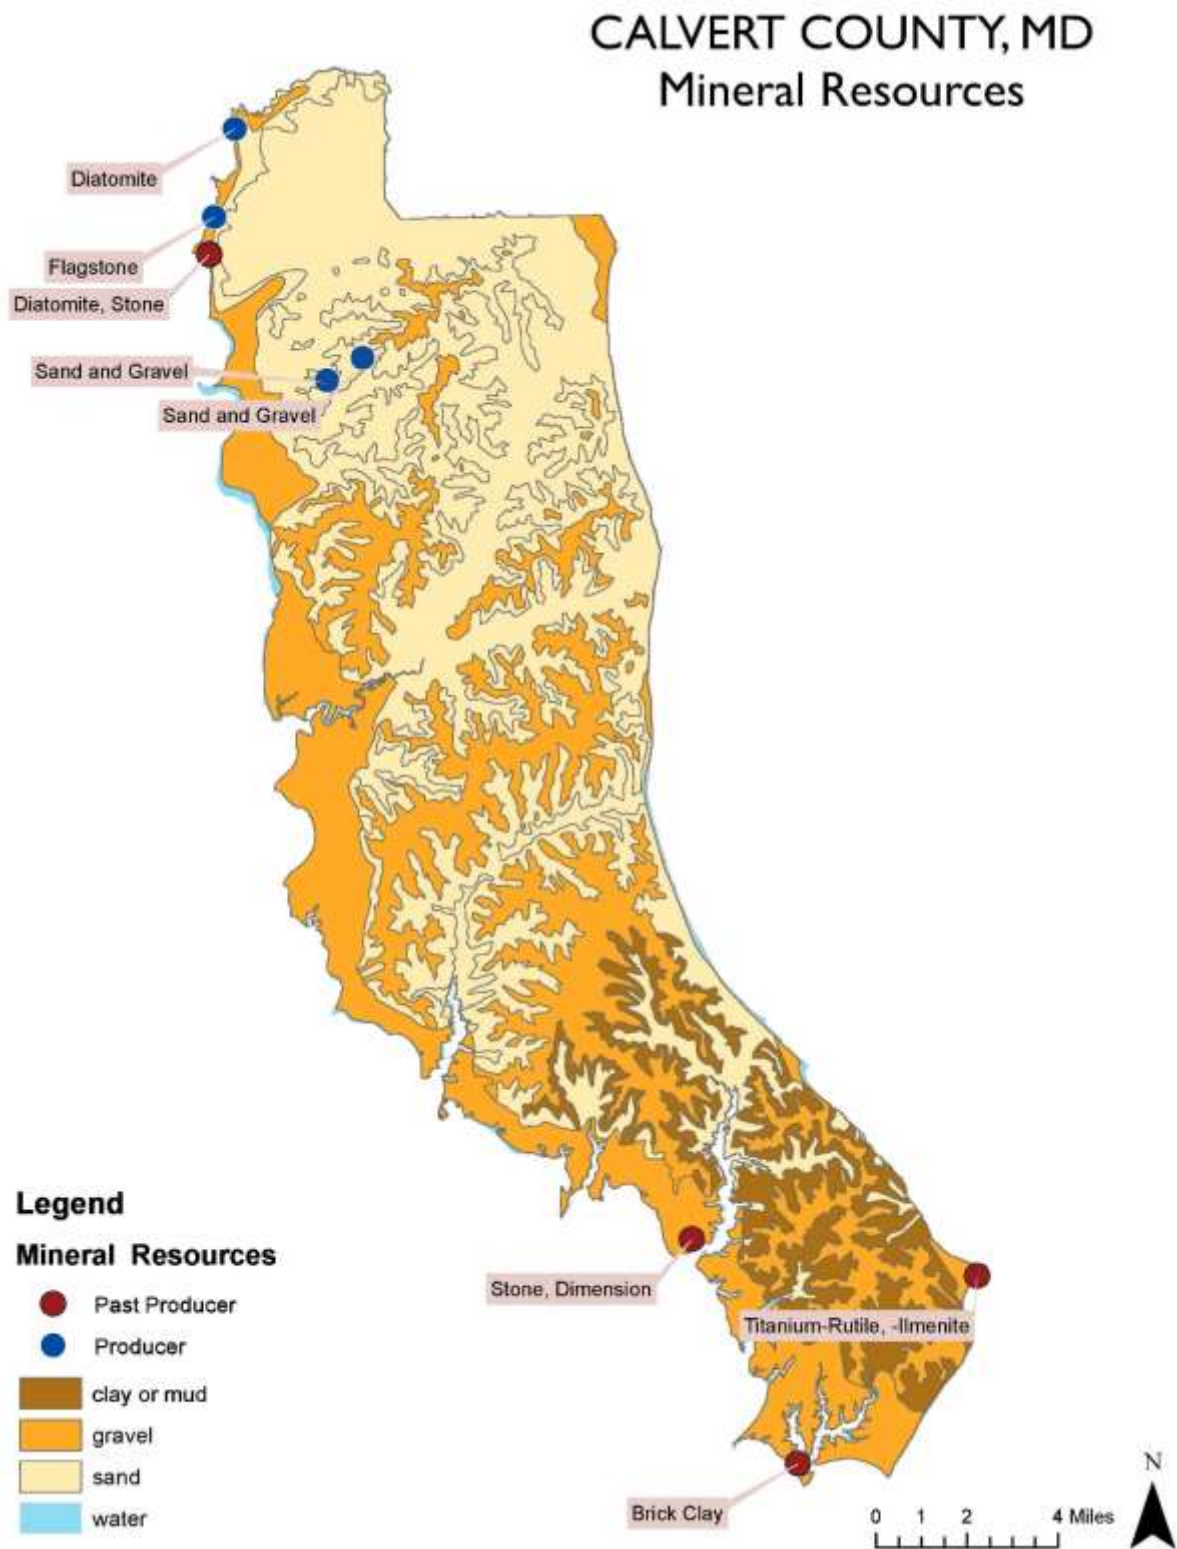 CALVERT COUNTY, MD
Mineral Resources
Diatomite
Flagstone
Diatomite, Stone
Sand and Gravel
Sand and Gravel
Stone, Dimension
Titanium-Rutile, -Ilmenite
Brick Clay
Legend
Mineral Resources
Past Producer
Producer
clay or mud
gravel
sand
water
N
0 1 2 4 Miles